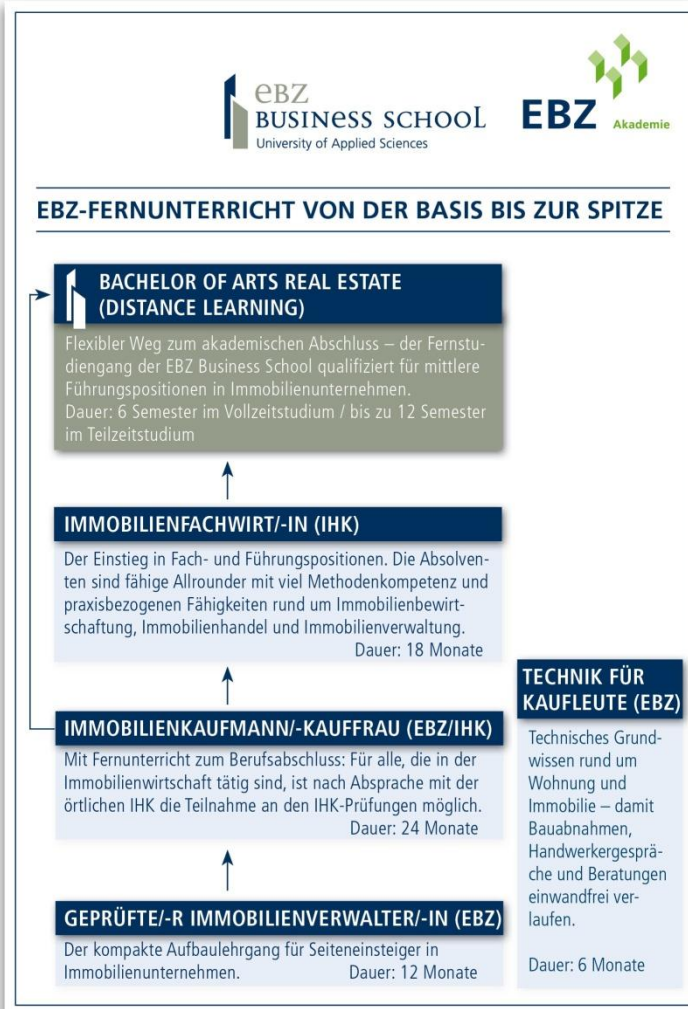 eBZ
BUSINESS SCHOOL
University of Applied Sciences
EBZ Akademie
EBZ-FERNUNTERRICHT VON DER BASIS BIS ZUR SPITZE
BACHELOR OF ARTS REAL ESTATE
(DISTANCE LEARNING)
Flexibler Weg zum akademischen Abschluss – der Fernstu-
diengang der EBZ Business School qualifiziert für mittlere
Führungspositionen in Immobilienunternehmen.
Dauer: 6 Semester im Vollzeitstudium / bis zu 12 Semester
im Teilzeitstudium
IMMOBILIENFACHWIRT/-IN (IHK)
Der Einstieg in Fach- und Führungspositionen. Die Absolven-
ten sind fähige Allrounder mit viel Methodenkompetenz und
praxisbezogenen Fähigkeiten rund um Immobilienbewirt-
schaftung, Immobilienhandel und Immobilienverwaltung.
Dauer: 18 Monate
IMMOBILIENKAUFMANN/-KAUFFRAU (EBZ/IHK)
Mit Fernunterricht zum Berufsabschluss: Für alle, die in der
Immobilienwirtschaft tätig sind, ist nach Absprache mit der
örtlichen IHK die Teilnahme an den IHK-Prüfungen möglich.
Dauer: 24 Monate
GEPRÜFTE/-R IMMOBILIENVERWALTER/-IN (EBZ)
Der kompakte Aufbaulehrgang für Seiteneinsteiger in
Immobilienunternehmen. Dauer: 12 Monate
TECHNIK FÜR
KAUFLEUTE (EBZ)
Technisches Grund-
wissen rund um
Wohnung und
Immobilie – damit
Bauabnahmen,
Handwerkergesprä-
che und Beratungen
einwandfrei ver-
laufen.
Dauer: 6 Monate